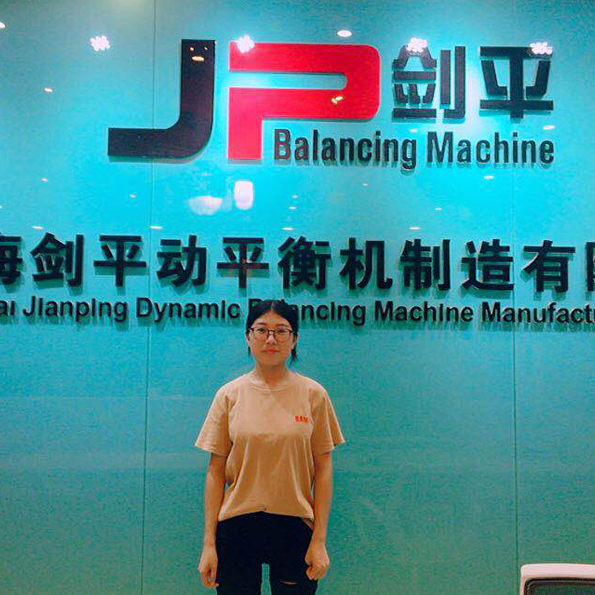 JP 剑平
Balancing Machine
海剑平动平衡机制造有限
ai Jianping Dynamic Balancing Machine Manufactu